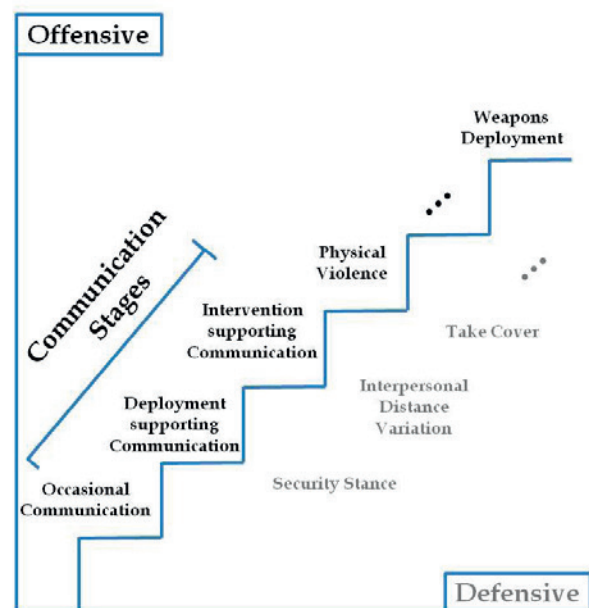 Offensive
Weapons
Deployment
Communication
Stages
Physical
Violence
Intervention
supporting
Communication
Take Cover
Deployment
supporting
Communication
Interpersonal
Distance
Variation
Occasional
Communication
Security Stance
Defensive